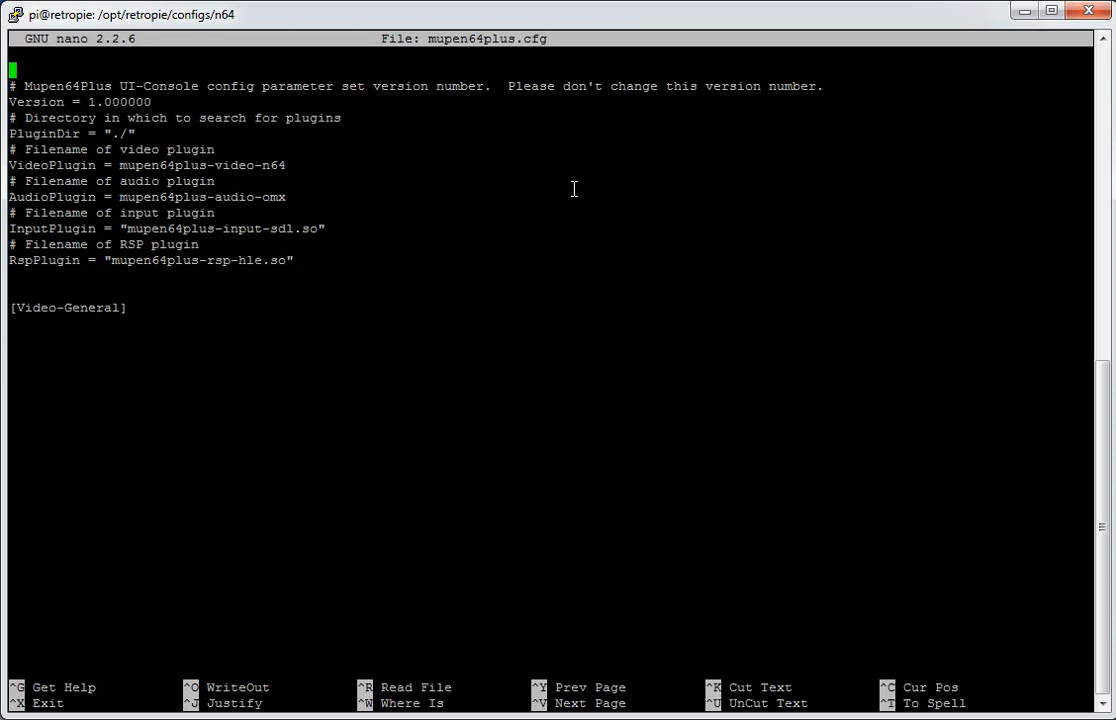 pi@retropie: /opt/retropie/configs/n64
GNU nano 2.2.6 File: mupen64plus.cfg
# Mupen64Plus UI-Console config parameter set version number.  Please don't change this version number.
Version = 1.000000
# Directory in which to search for plugins
PluginDir = "./"
# Filename of video plugin
VideoPlugin = mupen64plus-video-n64
# Filename of audio plugin
AudioPlugin = mupen64plus-audio-omx
# Filename of input plugin
InputPlugin = "mupen64plus-input-sdl.so"
# Filename of RSP plugin
RspPlugin = "mupen64plus-rsp-hle.so"
[Video-General]
^G Get Help ^O WriteOut ^R Read File ^Y Prev Page ^K Cut Text ^C Cur Pos
^X Exit ^J Justify ^W Where Is ^V Next Page ^U UnCut Text ^T To Spell